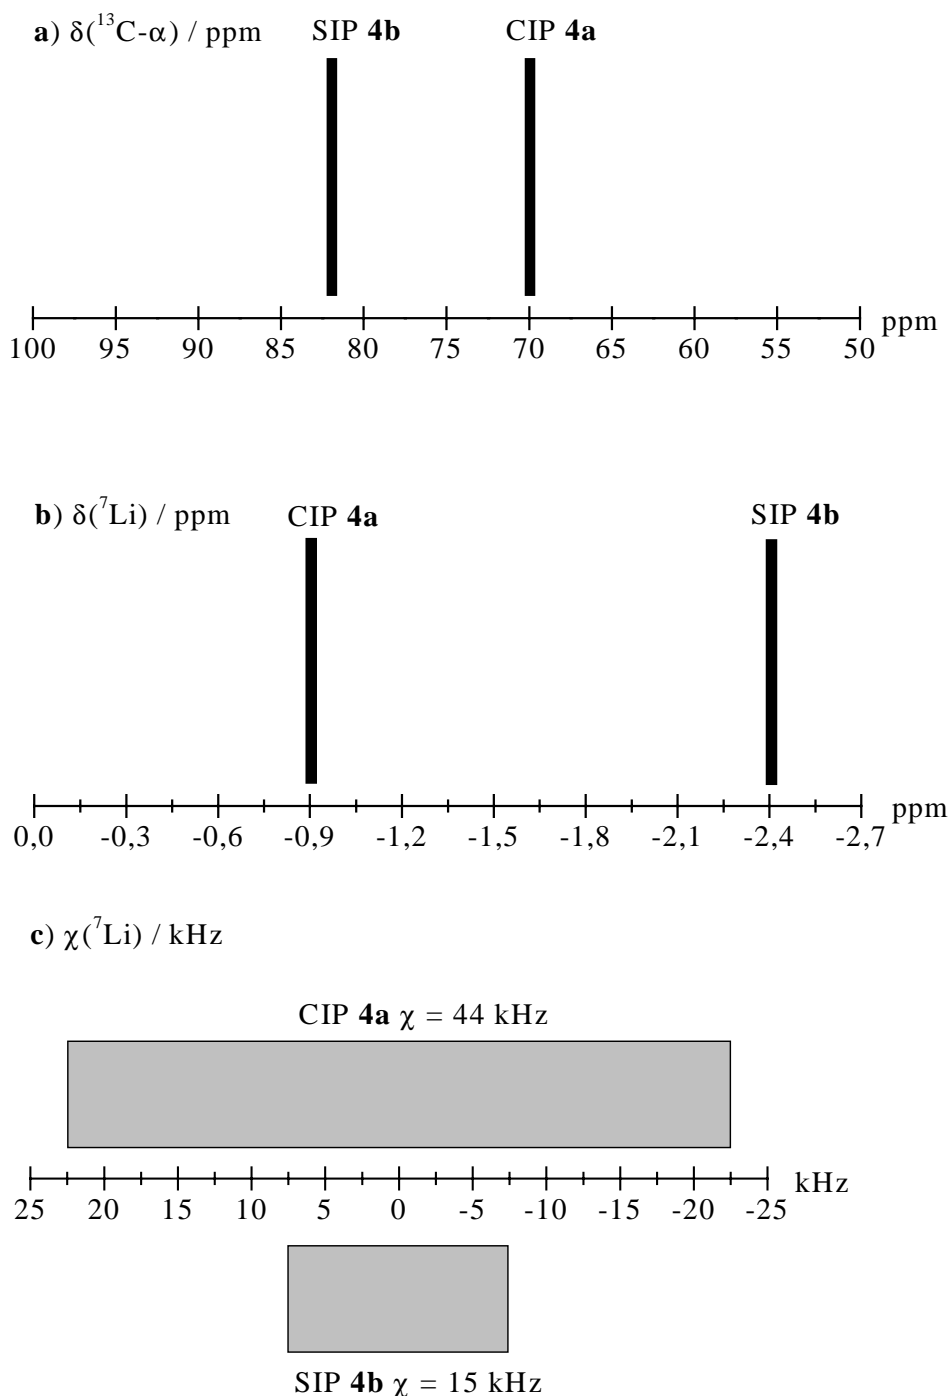 a) δ(¹³C-α) / ppm SIP 4b CIP 4a
ppm
100 95 90 85 80 75 70 65 60 55 50
b) δ(⁷Li) / ppm CIP 4a SIP 4b
ppm
0,0 -0,3 -0,6 -0,9 -1,2 -1,5 -1,8 -2,1 -2,4 -2,7
c) χ(⁷Li) / kHz
CIP 4a χ = 44 kHz
kHz
25 20 15 10 5 0 -5 -10 -15 -20 -25
SIP 4b χ = 15 kHz